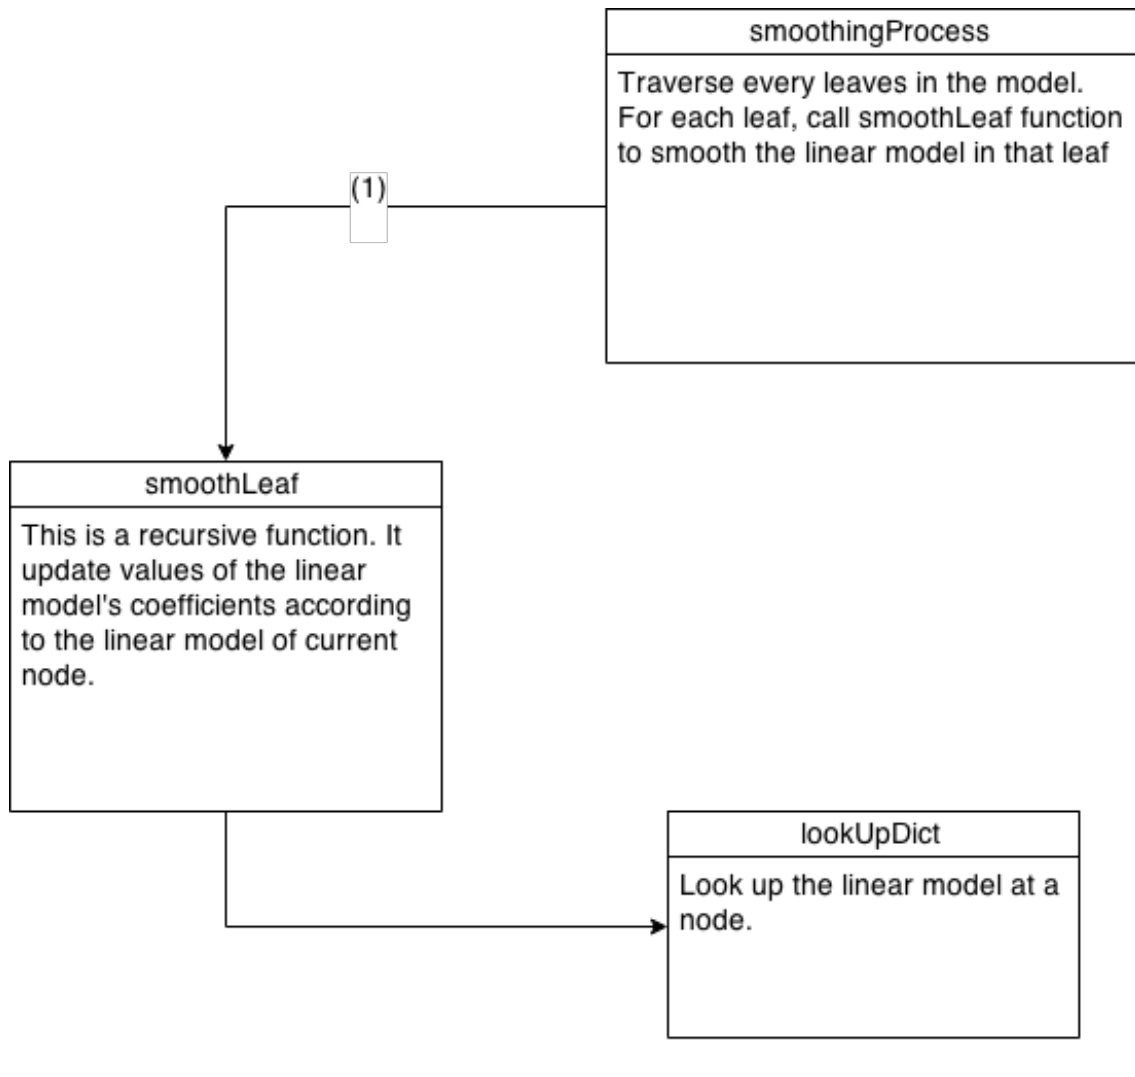 smoothingProcess
Traverse every leaves in the model.
For each leaf, call smoothLeaf function
to smooth the linear model in that leaf
(1)
smoothLeaf
This is a recursive function. It
update values of the linear
model's coefficients according
to the linear model of current
node.
lookUpDict
Look up the linear model at a
node.